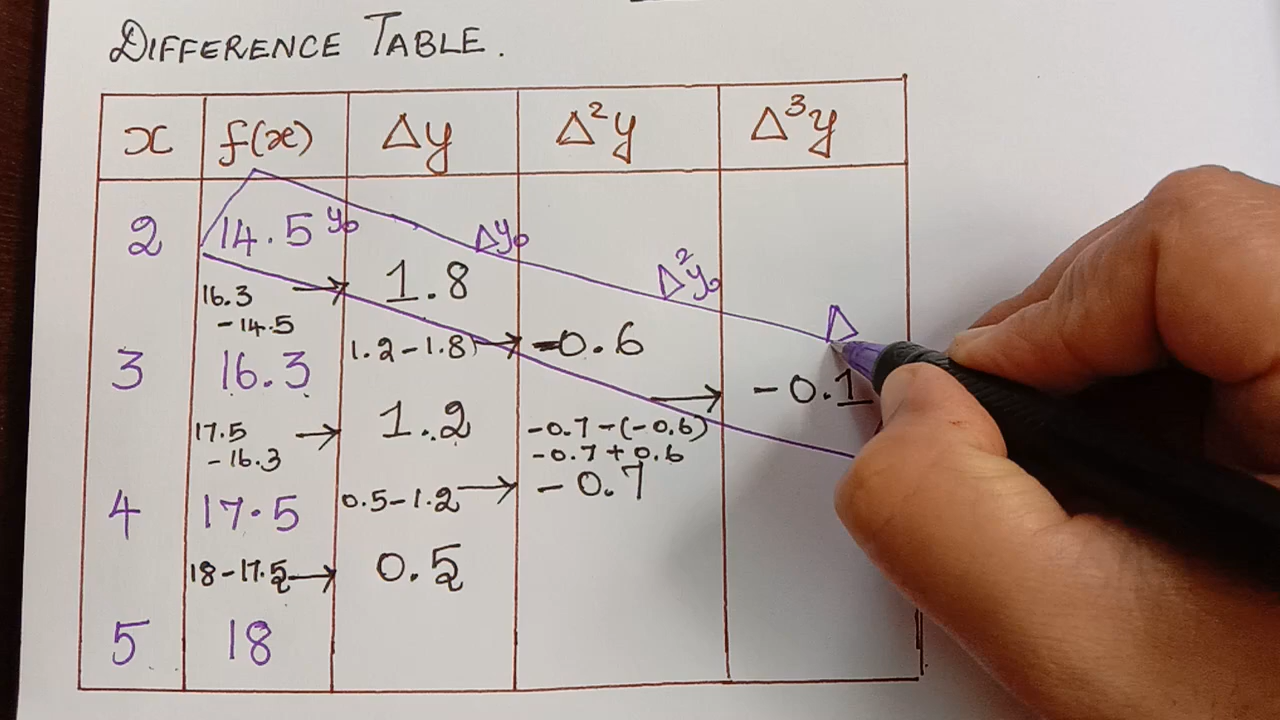 DIFFERENCE TABLE.
x f(x) Δy Δ²y Δ³y
2 14.5 y₀ Δy₀ Δ²y₀ Δ
16.3 → 1.8
-14.5
3 16.3 1.2-1.8 → -0.6 → -0.1
17.5 → 1.2 -0.7-(-0.6)
-16.3 -0.7+0.6
4 17.5 0.5-1.2 → -0.7
18-17.5 → 0.5
5 18